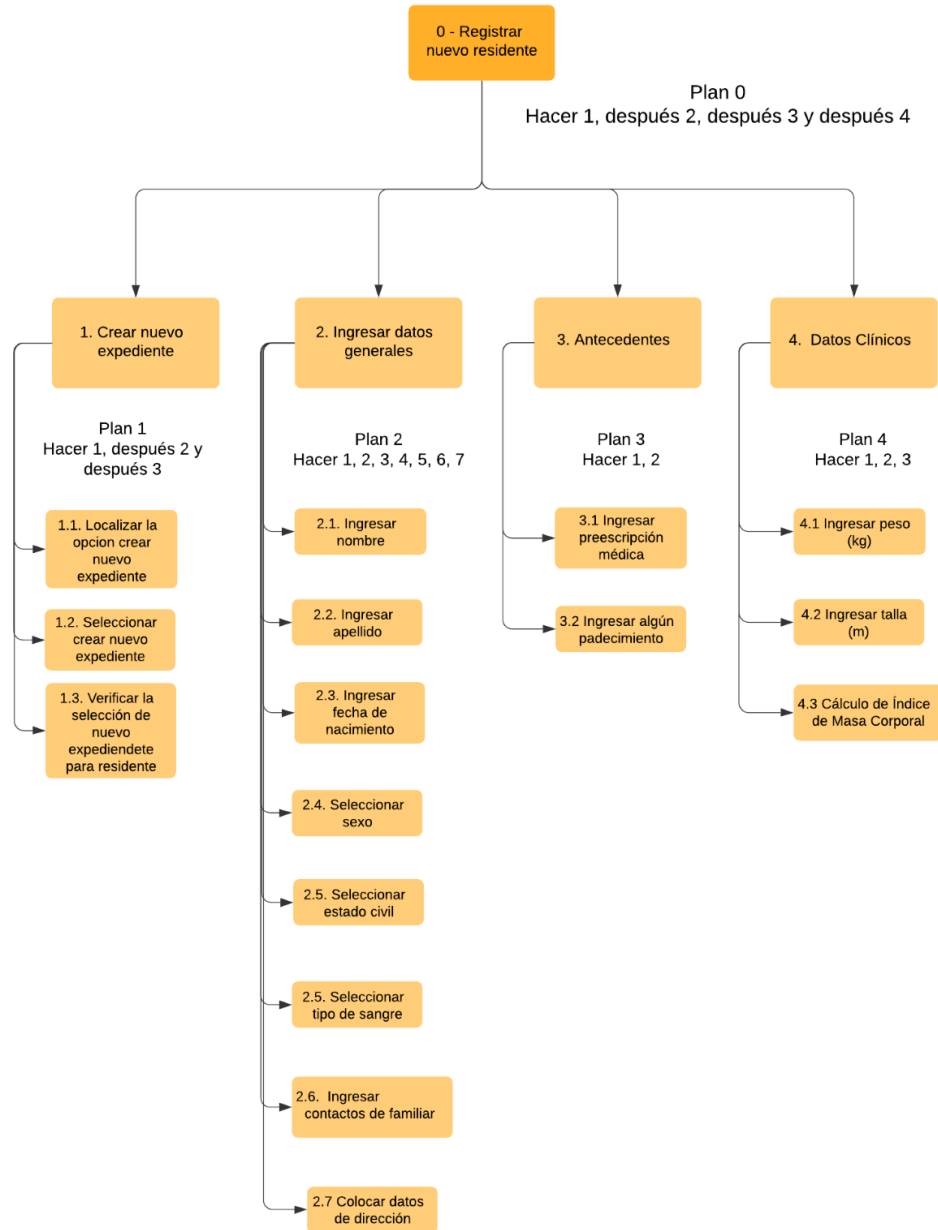 0 - Registrar
nuevo residente
Plan 0
Hacer 1, después 2, después 3 y después 4
1. Crear nuevo
expediente
2. Ingresar datos
generales
3. Antecedentes
4. Datos Clínicos
Plan 1
Hacer 1, después 2 y
después 3
Plan 2
Hacer 1, 2, 3, 4, 5, 6, 7
Plan 3
Hacer 1, 2
Plan 4
Hacer 1, 2, 3
1.1. Localizar la
opcion crear
nuevo
expediente
1.2. Seleccionar
crear nuevo
expediente
1.3. Verificar la
selección de
nuevo
expediendete
para residente
2.1. Ingresar
nombre
2.2. Ingresar
apellido
2.3. Ingresar
fecha de
nacimiento
2.4. Seleccionar
sexo
2.5. Seleccionar
estado civil
2.5. Seleccionar
tipo de sangre
2.6. Ingresar
contactos de familiar
2.7 Colocar datos
de dirección
3.1 Ingresar
preescripción
médica
3.2 Ingresar algún
padecimiento
4.1 Ingresar peso
(kg)
4.2 Ingresar talla
(m)
4.3 Cálculo de Índice
de Masa Corporal